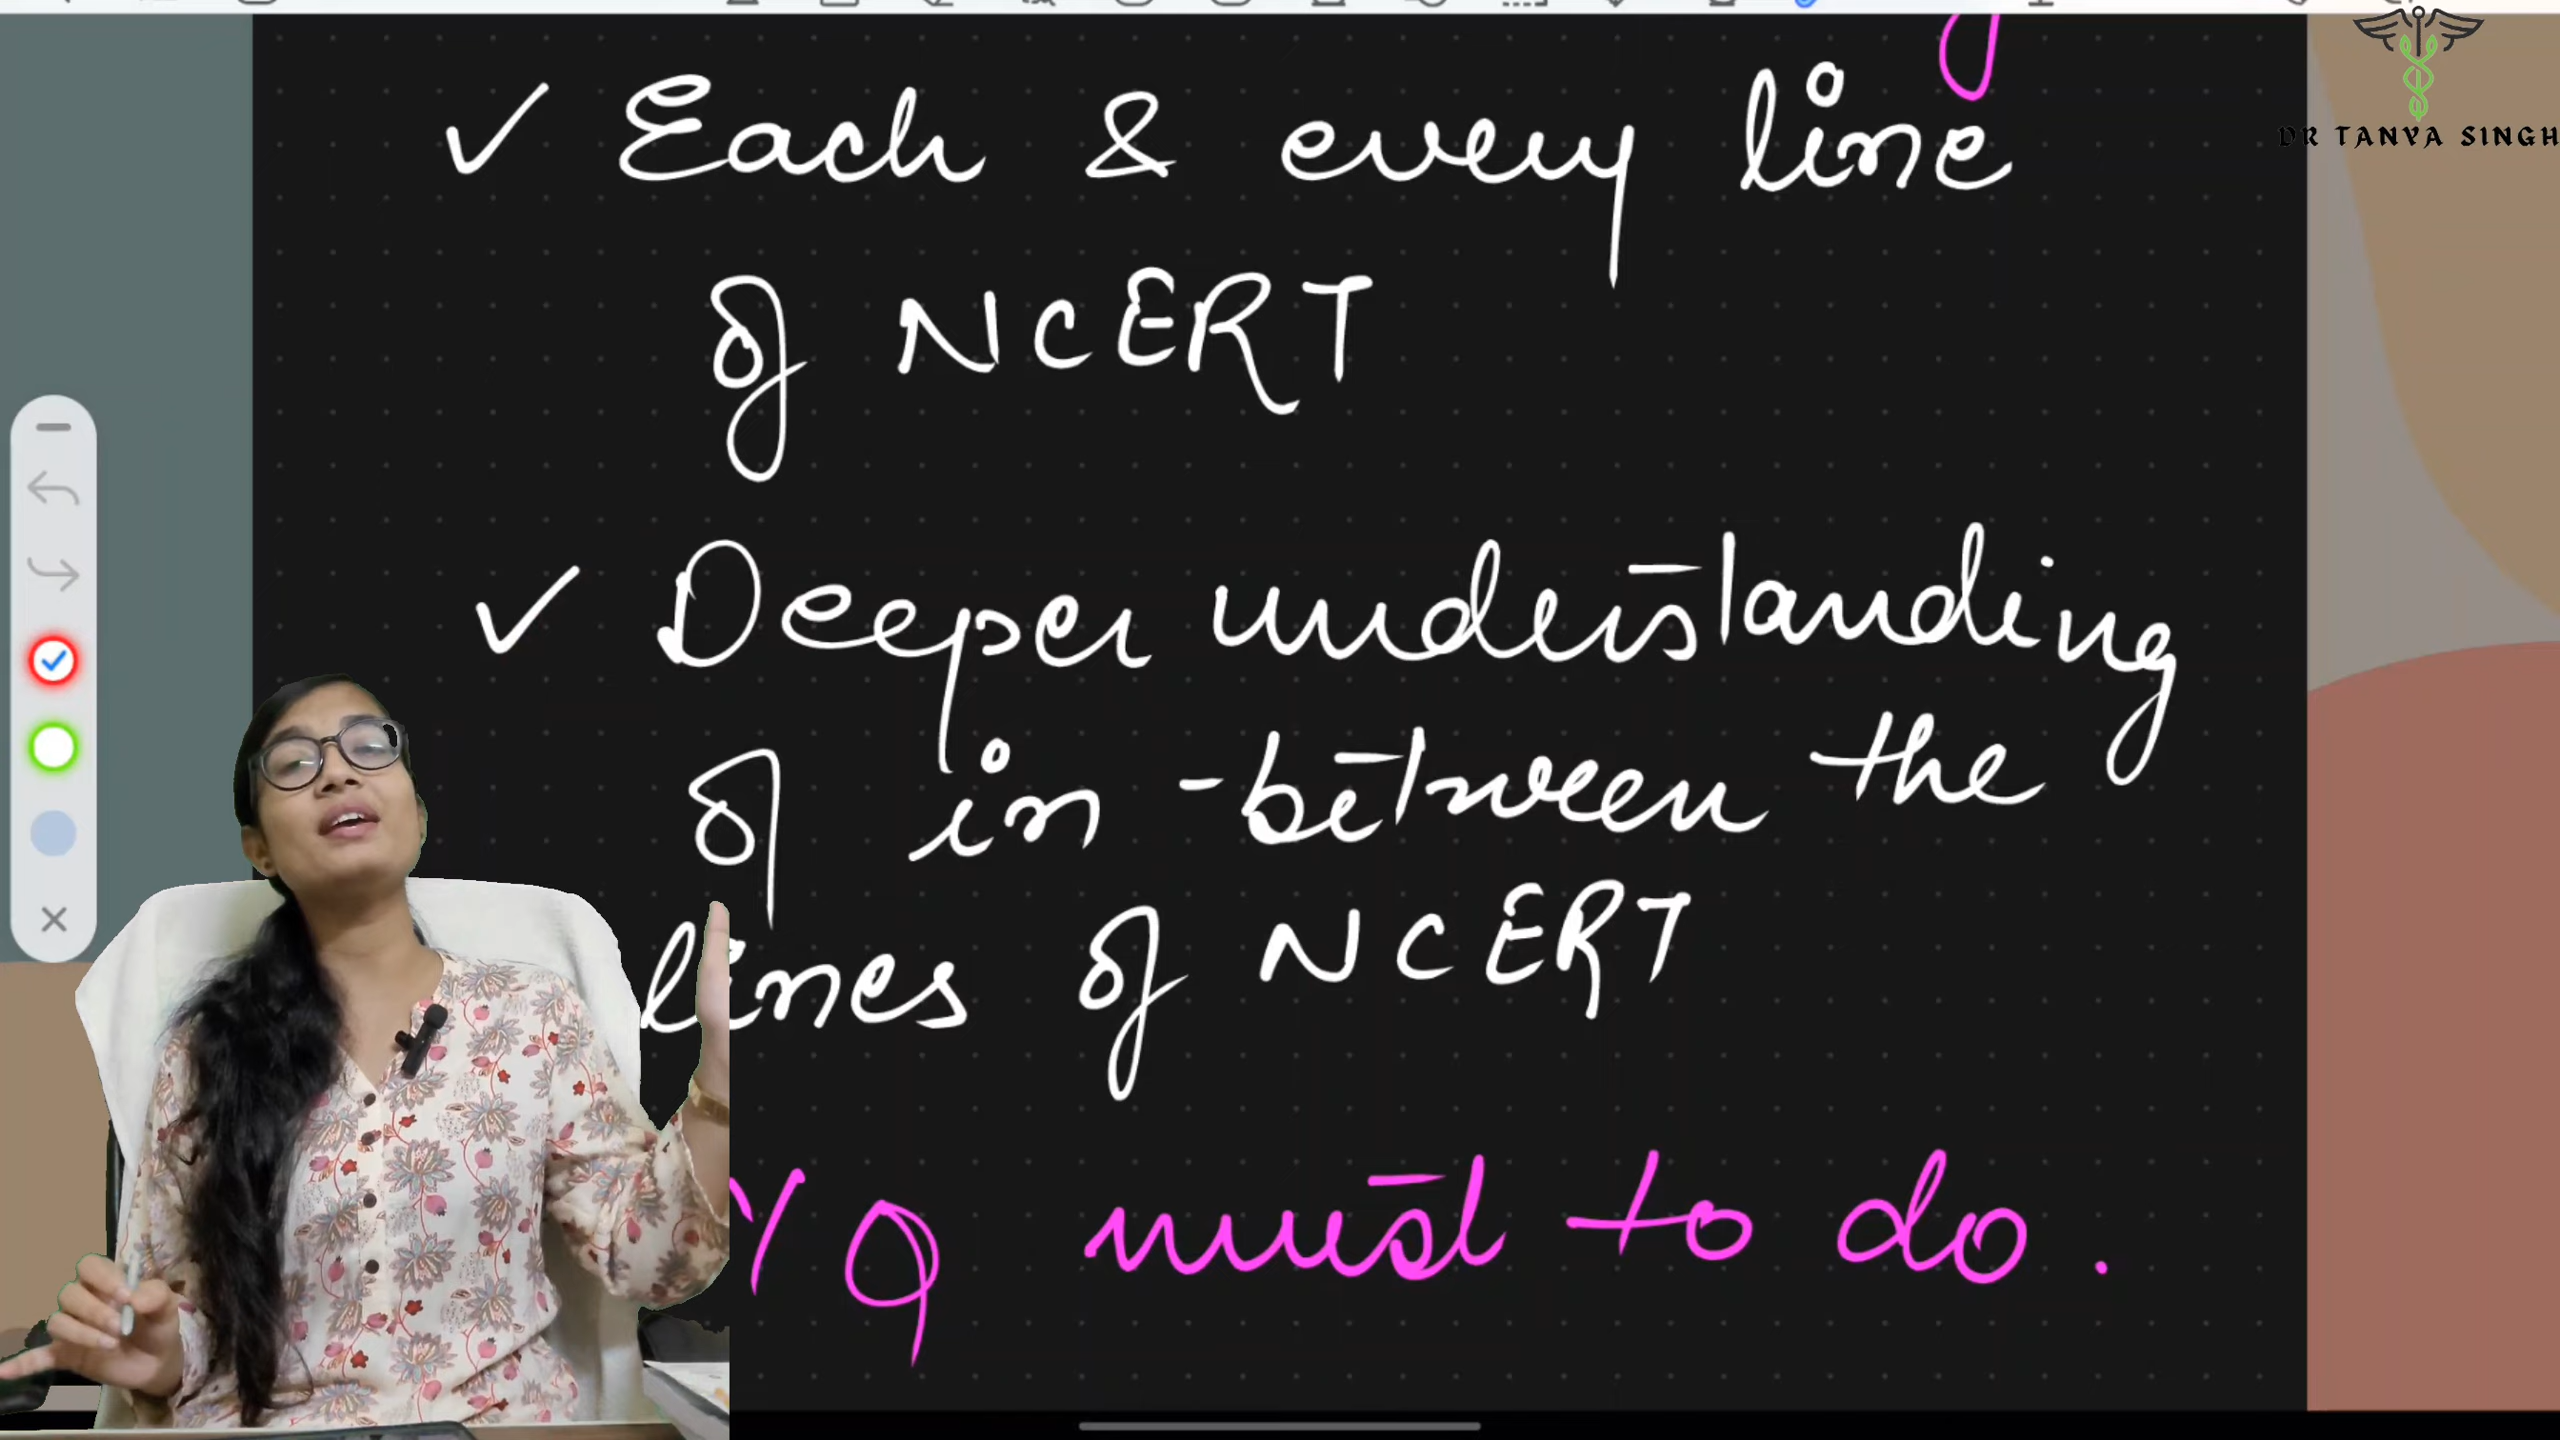 DR TANYA SINGH
✓ Each & every line
of NCERT
✓ Deeper understanding
of in-between the
lines of NCERT
YQ must to do.